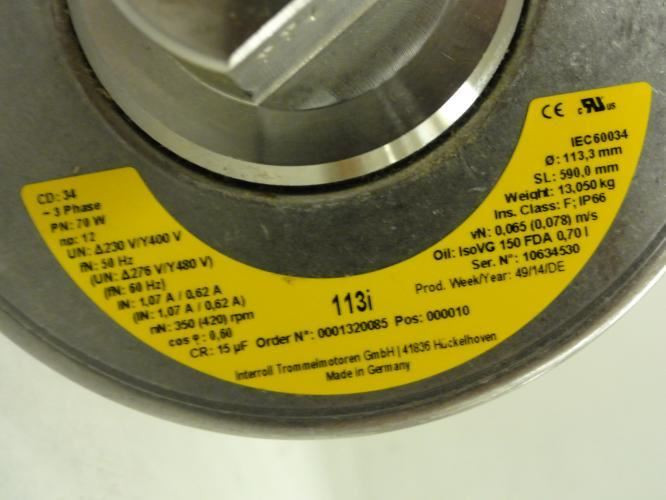 CD: 34
~ 3 Phase
PN: 70 W
np: 12
UN: Δ230 V/Y400 V
fN: 50 Hz
(UN: Δ276 V/Y480 V)
(fN: 60 Hz)
IN: 1,07 A / 0,62 A
(IN: 1,07 A / 0,62 A)
nN: 350 (420) rpm
cos φ: 0,60
CR: 15 µF
Order N°: 0001320085 Pos: 000010
113i
Interroll Trommelmotoren GmbH | 41836 Hückelhoven
Made in Germany
CE c RU us
IEC60034
Ø: 113,3 mm
SL: 590,0 mm
Weight: 13,050 kg
Ins. Class: F; IP66
vN: 0,065 (0,078) m/s
Oil: IsoVG 150 FDA 0,70 l
Ser. N°: 10634530
Prod. Week/Year: 49/14/DE